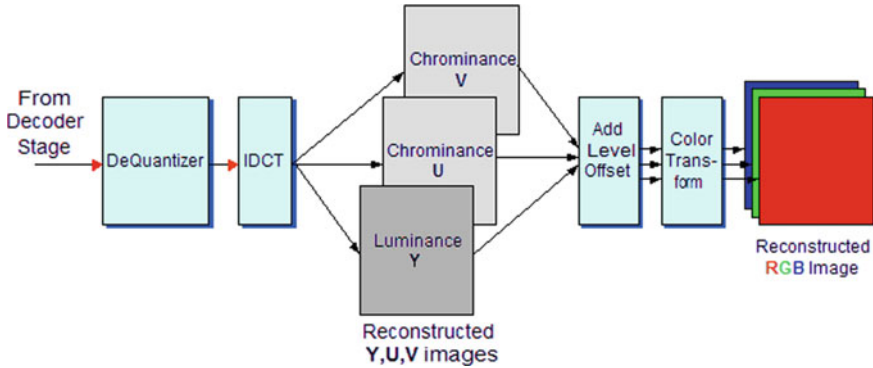 From
Decoder
Stage
DeQuantizer
IDCT
Chrominance
V
Chrominance
U
Luminance
Y
Reconstructed
Y,U,V images
Add
Level
Offset
Color
Trans-
form
Reconstructed
RGB Image